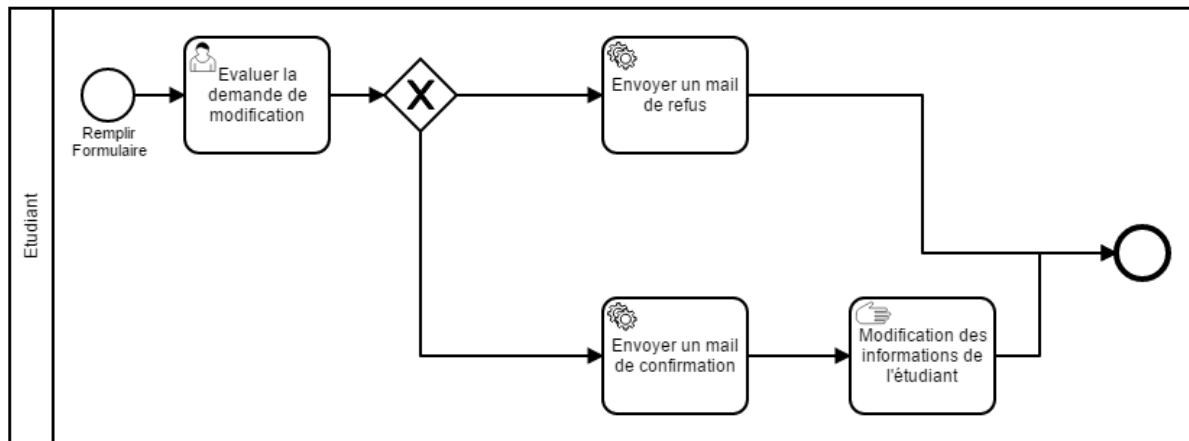 Etudiant
Remplir
Formulaire
Evaluer la
demande de
modification
X
Envoyer un mail
de refus
Envoyer un mail
de confirmation
Modification des
informations de
l'étudiant